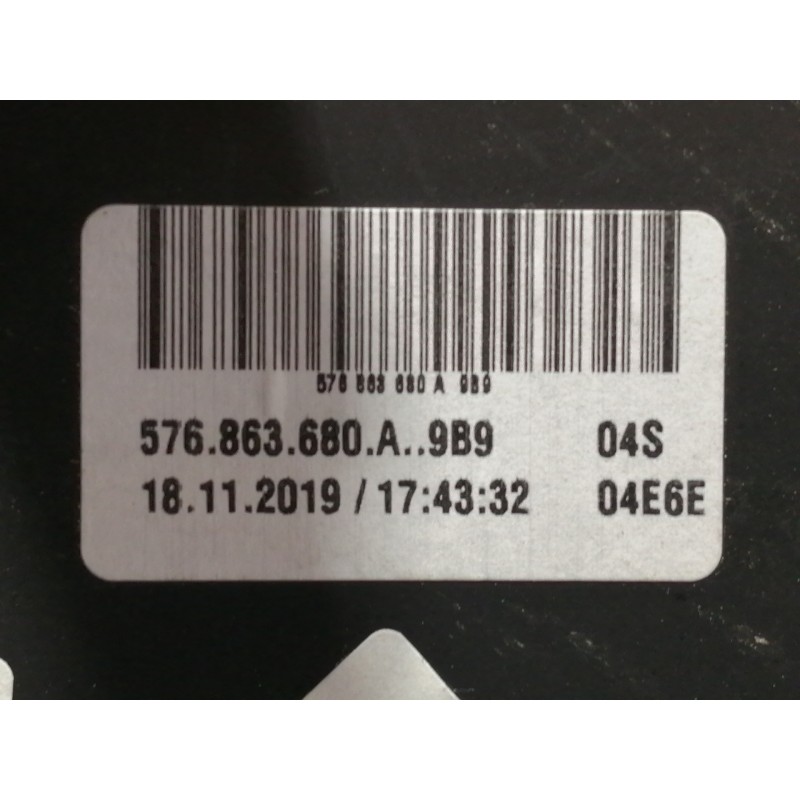 576 863 680 A 9B9
576.863.680.A..9B9 04S
18.11.2019 / 17:43:32 04E6E